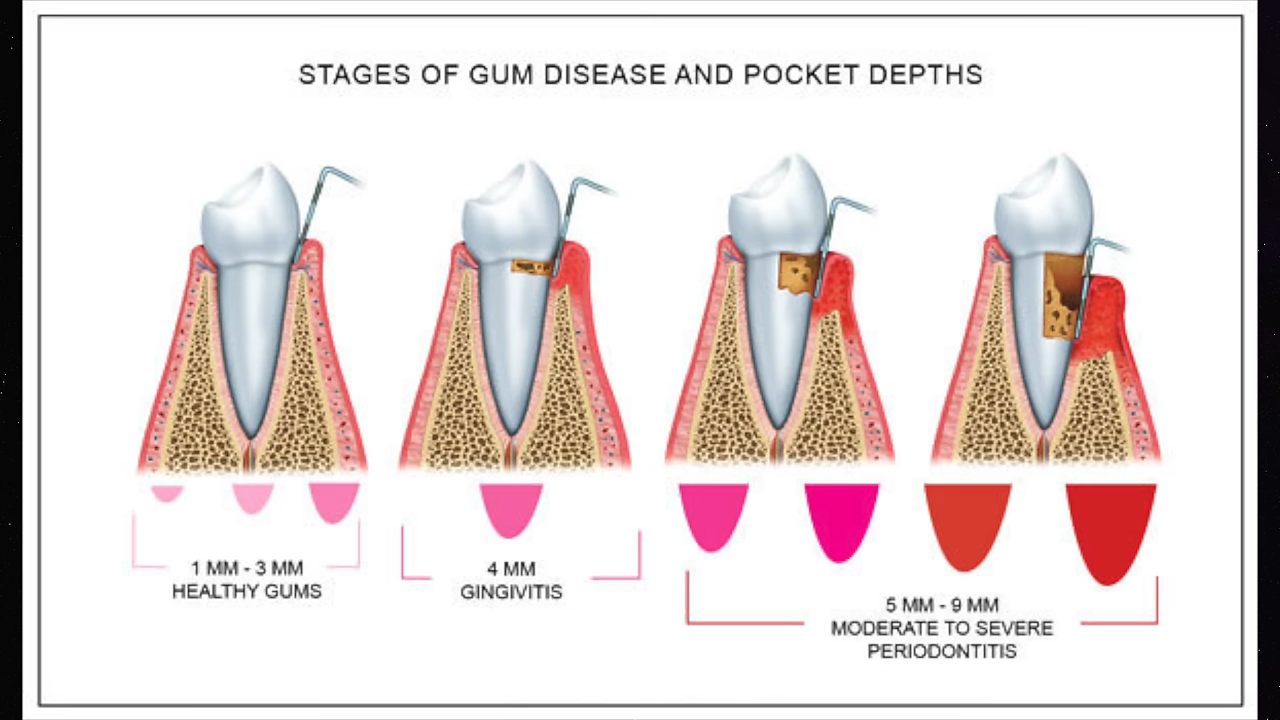 STAGES OF GUM DISEASE AND POCKET DEPTHS
1 MM - 3 MM
HEALTHY GUMS
4 MM
GINGIVITIS
5 MM - 9 MM
MODERATE TO SEVERE
PERIODONTITIS